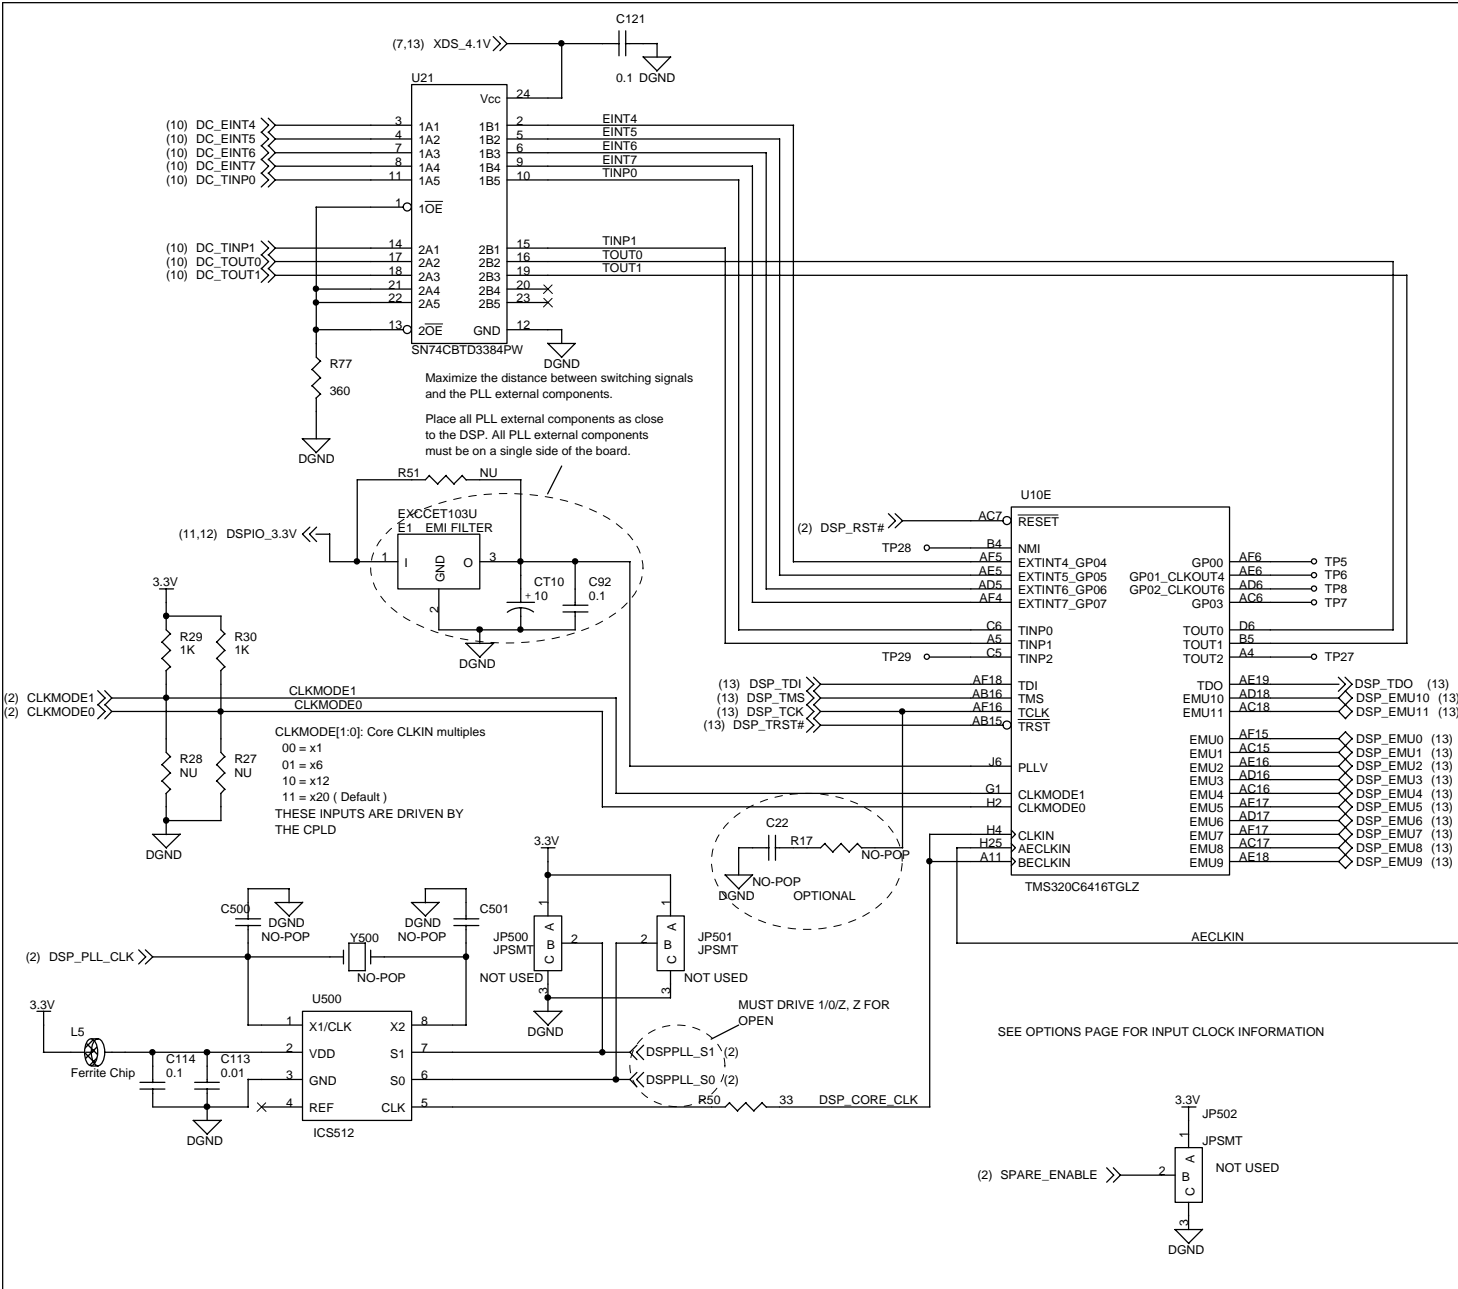 C121
(7,13) XDS_4.1V
0.1 DGND
U21
Vcc 24
(10) DC_EINT4 3 1A1 1B1 2 EINT4
(10) DC_EINT5 4 1A2 1B2 5 EINT5
(10) DC_EINT6 7 1A3 1B3 6 EINT6
(10) DC_EINT7 8 1A4 1B4 9 EINT7
(10) DC_TINP0 11 1A5 1B5 10 TINP0
1 1OE
(10) DC_TINP1 14 2A1 2B1 15 TINP1
(10) DC_TOUT0 17 2A2 2B2 16 TOUT0
(10) DC_TOUT1 18 2A3 2B3 19 TOUT1
21 2A4 2B4 20
22 2A5 2B5 23
13 2OE GND 12
SN74CBTD3384PW
DGND
R77
360
DGND
Maximize the distance between switching signals
and the PLL external components.
Place all PLL external components as close
to the DSP. All PLL external components
must be on a single side of the board.
R51 NU
EXCCET103U
E1 EMI FILTER
(11,12) DSPIO_3.3V 1 I GND O 3
2
CT10
+ 10
C92
0.1
DGND
3.3V
R29
1K
R30
1K
(2) CLKMODE1 CLKMODE1
(2) CLKMODE0 CLKMODE0
R28
NU
R27
NU
DGND
CLKMODE[1:0]: Core CLKIN multiples
00 = x1
01 = x6
10 = x12
11 = x20 ( Default )
THESE INPUTS ARE DRIVEN BY
THE CPLD
U10E
(2) DSP_RST# AC7 RESET
TP28 B4 NMI
AF5 EXTINT4_GP04 GP00 AF6 TP5
AE5 EXTINT5_GP05 GP01_CLKOUT4 AE6 TP6
AD5 EXTINT6_GP06 GP02_CLKOUT6 AD6 TP8
AF4 EXTINT7_GP07 GP03 AC6 TP7
C6 TINP0 TOUT0 D6
A5 TINP1 TOUT1 B5
TP29 C5 TINP2 TOUT2 A4 TP27
(13) DSP_TDI AF18 TDI TDO AE19 DSP_TDO (13)
(13) DSP_TMS AB16 TMS EMU10 AD18 DSP_EMU10 (13)
(13) DSP_TCK AF16 TCLK EMU11 AC18 DSP_EMU11 (13)
(13) DSP_TRST# AB15 TRST
EMU0 AF15 DSP_EMU0 (13)
EMU1 AC15 DSP_EMU1 (13)
J6 PLLV EMU2 AE16 DSP_EMU2 (13)
EMU3 AD16 DSP_EMU3 (13)
G1 CLKMODE1 EMU4 AC16 DSP_EMU4 (13)
H2 CLKMODE0 EMU5 AE17 DSP_EMU5 (13)
EMU6 AD17 DSP_EMU6 (13)
H4 CLKIN EMU7 AF17 DSP_EMU7 (13)
H25 AECLKIN EMU8 AC17 DSP_EMU8 (13)
A11 BECLKIN EMU9 AE18 DSP_EMU9 (13)
TMS320C6416TGLZ
C22
R17
NO-POP
NO-POP
DGND
OPTIONAL
AECLKIN
C500
DGND
NO-POP
DGND
NO-POP
C501
(2) DSP_PLL_CLK
Y500
NO-POP
3.3V
JP500
JPSMT
NOT USED
1 A
B 2
C
3
1 A
2 B
C
3
JP501
JPSMT
NOT USED
DGND
MUST DRIVE 1/0/Z, Z FOR
OPEN
3.3V
L5
Ferrite Chip
C114
0.1
C113
0.01
DGND
U500
1 X1/CLK X2 8
2 VDD S1 7 DSPPLL_S1 (2)
3 GND S0 6 DSPPLL_S0 (2)
4 REF CLK 5 R50 33 DSP_CORE_CLK
ICS512
SEE OPTIONS PAGE FOR INPUT CLOCK INFORMATION
3.3V
JP502
JPSMT
NOT USED
1 A
(2) SPARE_ENABLE 2 B
C
3
DGND